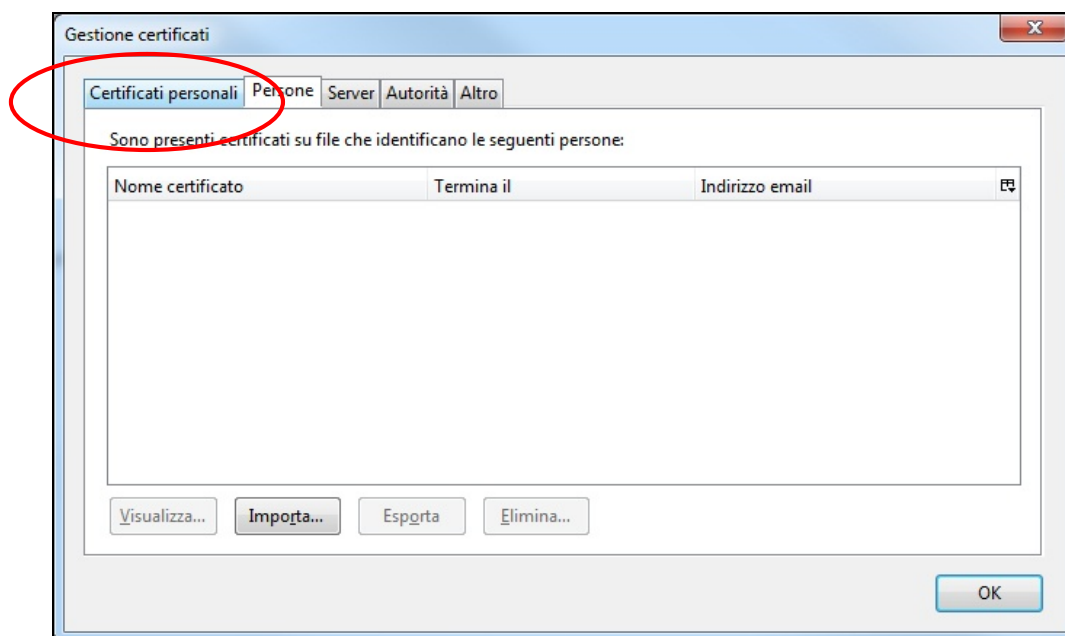 Gestione certificati
Certificati personali Persone Server Autorità Altro
Sono presenti certificati su file che identificano le seguenti persone:
Nome certificato Termina il Indirizzo email
Visualizza... Importa... Esporta Elimina...
OK